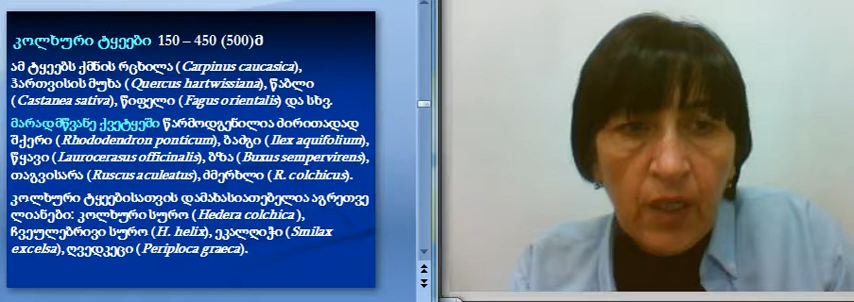 კოლხური ტყეები 150 – 450 (500)მ
ამ ტყეებს ქმნის რცხილა (Carpinus caucasica),
ჰართვისის მუხა (Quercus hartwissiana), წაბლი
(Castanea sativa), წიფელი (Fagus orientalis) და სხვ.
მარადმწვანე ქვეტყეში წარმოდგენილია ძირითადად
შქერი (Rhododendron ponticum), ბაძგი (Ilex aquifolium),
წყავი (Laurocerasus officinalis), ბზა (Buxus sempervirens),
თაგვისარა (Ruscus aculeatus), ძმერხლი (R. colchicus).
კოლხური ტყეებისათვის დამახასიათებელია აგრეთვე
ლიანები: კოლხური სურო (Hedera colchica ),
ჩვეულებრივი სურო (H. helix), ეკალღიჭი (Smilax
excelsa), ღვედკეცი (Periploca graeca).